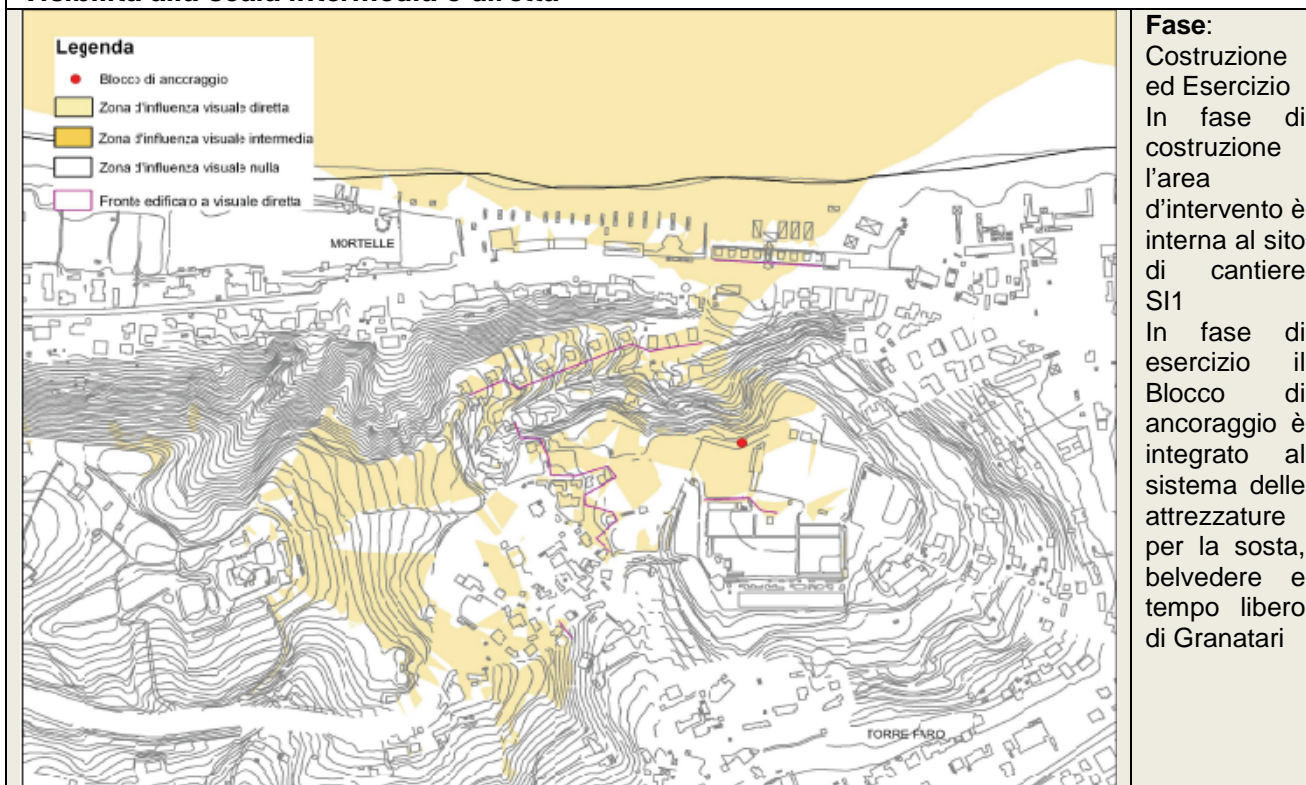 Legenda
Blocco di ancoraggio
Zona d'influenza visuale diretta
Zona d'influenza visuale intermedia
Zona d'influenza visuale nulla
Fronte edificato a visuale diretta
MORTELLE
TORRE FARO
Fase:
Costruzione
ed Esercizio
In fase di
costruzione
l'area
d'intervento è
interna al sito
di cantiere
SI1
In fase di
esercizio il
Blocco di
ancoraggio è
integrato al
sistema delle
attrezzature
per la sosta,
belvedere e
tempo libero
di Granatari